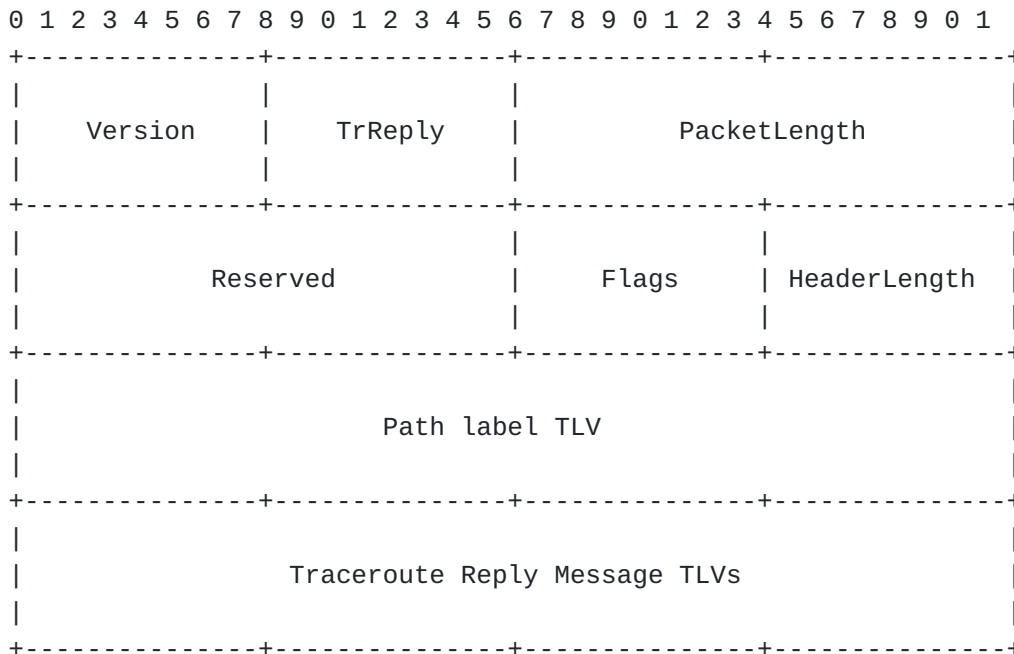 0 1 2 3 4 5 6 7 8 9 0 1 2 3 4 5 6 7 8 9 0 1 2 3 4 5 6 7 8 9 0 1
+---------------+---------------+---------------+---------------+
| | | |
| Version | TrReply | PacketLength |
| | | |
+---------------+---------------+---------------+---------------+
| | | |
| Reserved | Flags | HeaderLength |
| | | |
+---------------+---------------+---------------+---------------+
| |
| Path label TLV |
| |
+---------------+---------------+---------------+---------------+
| |
| Traceroute Reply Message TLVs |
| |
+---------------+---------------+---------------+---------------+